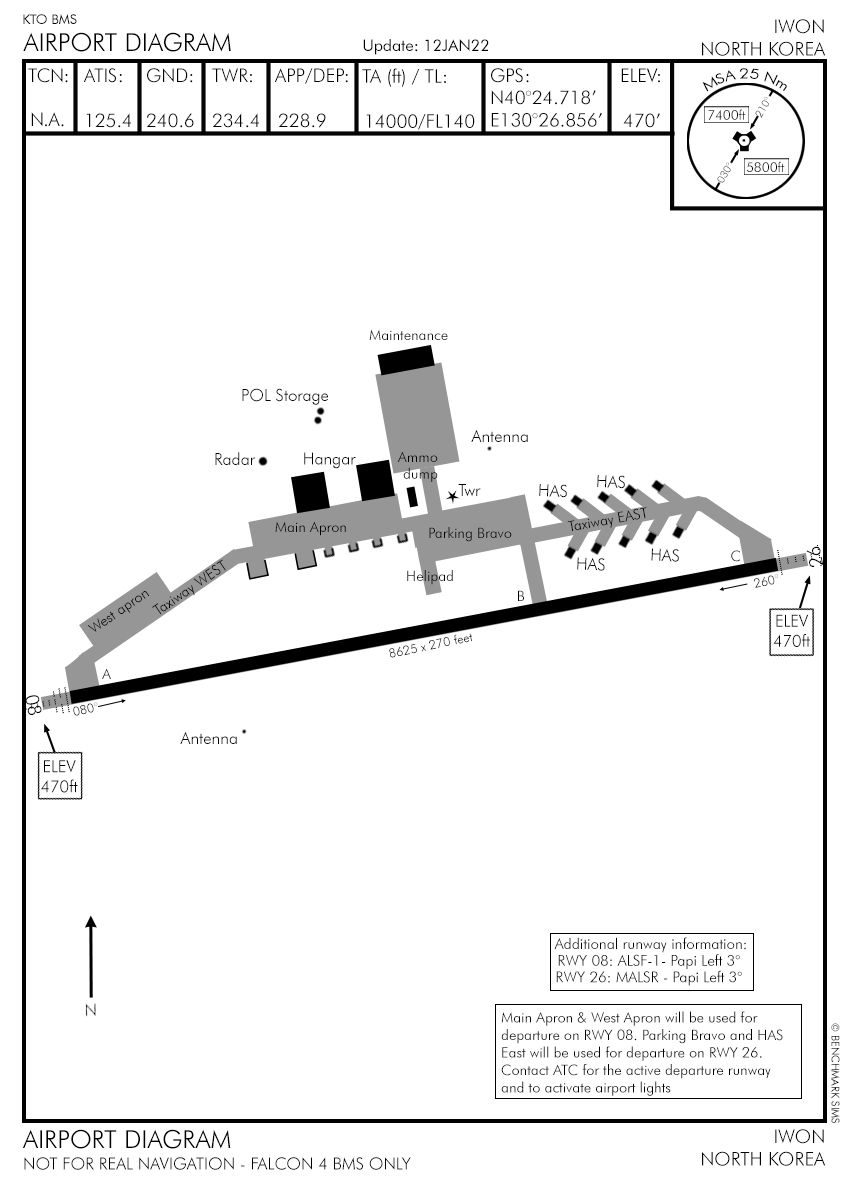 KTO BMS
AIRPORT DIAGRAM
Update: 12JAN22
IWON
NORTH KOREA
TCN:
N.A.
ATIS:
125.4
GND:
240.6
TWR:
234.4
APP/DEP:
228.9
TA (ft) / TL:
14000/FL140
GPS:
N40°24.718’
E130°26.856’
ELEV:
470’
MSA 25 Nm
7400ft
210°
030°
5800ft
Maintenance
POL Storage
Antenna
Radar
Hangar
Ammo
dump
Twr
HAS
HAS
Main Apron
Parking Bravo
Taxiway EAST
HAS
HAS
Taxiway WEST
Helipad
West apron
A
B
C
26
260°
8625 x 270 feet
ELEV
470ft
08
080°
Antenna
ELEV
470ft
N
Additional runway information:
RWY 08: ALSF-1- Papi Left 3°
RWY 26: MALSR - Papi Left 3°
Main Apron & West Apron will be used for
departure on RWY 08. Parking Bravo and HAS
East will be used for departure on RWY 26.
Contact ATC for the active departure runway
and to activate airport lights
© BENCHMARK SIMS
AIRPORT DIAGRAM
NOT FOR REAL NAVIGATION - FALCON 4 BMS ONLY
IWON
NORTH KOREA